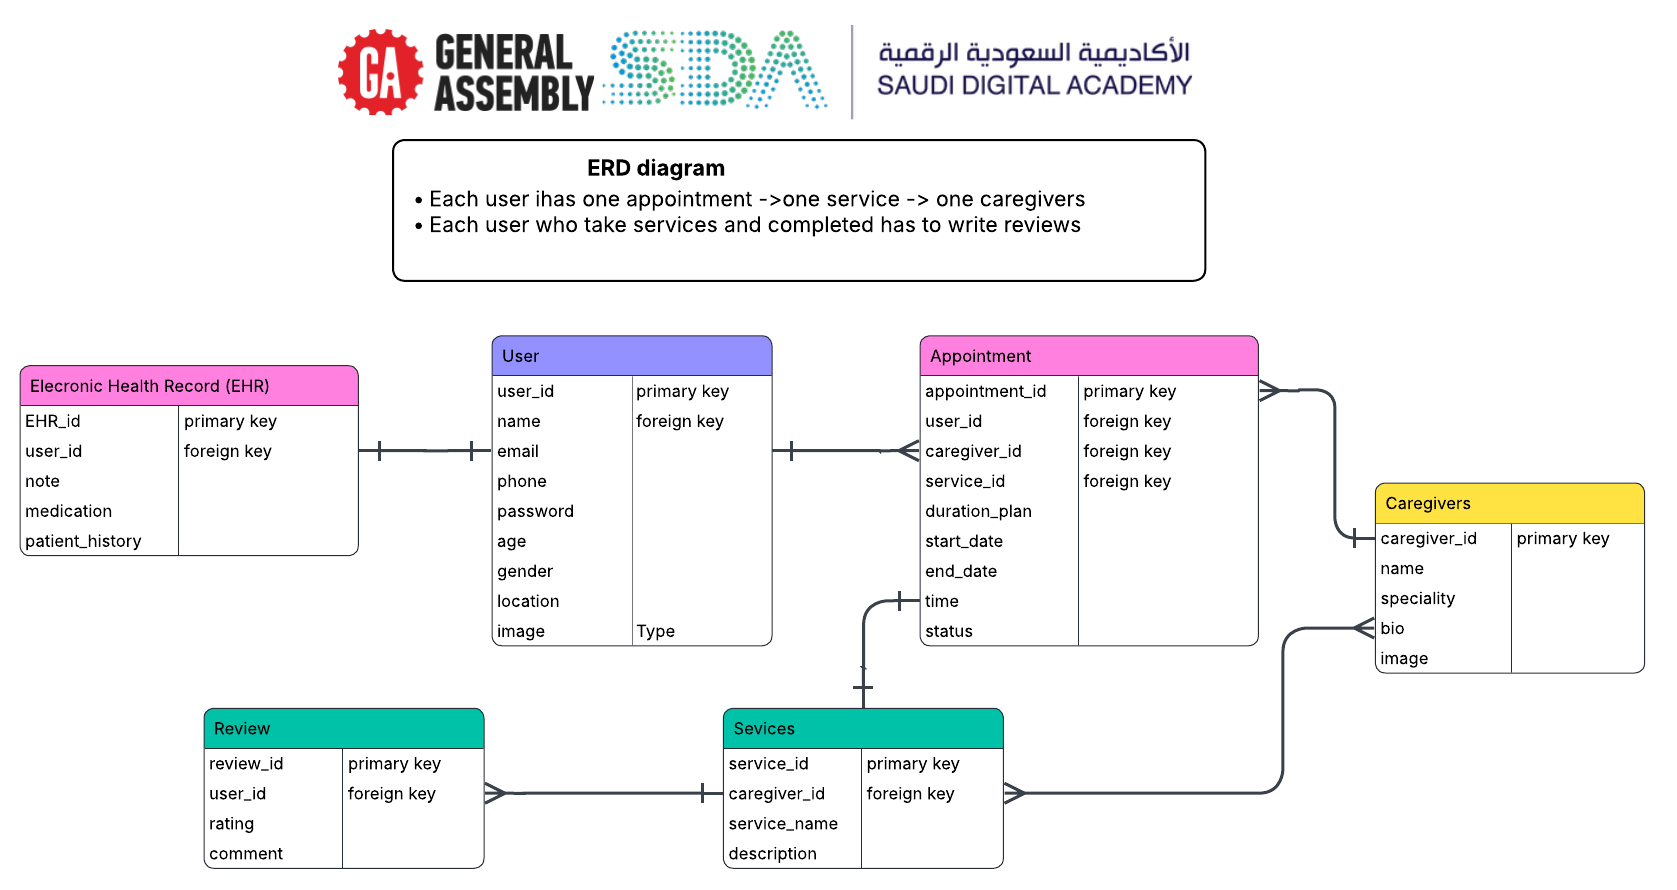 GA
GENERAL
ASSEMBLY
SDA
الأكاديمية السعودية الرقمية
SAUDI DIGITAL ACADEMY
ERD diagram
• Each user ihas one appointment ->one service -> one caregivers
• Each user who take services and completed has to write reviews
Elecronic Health Record (EHR)
EHR_id primary key
user_id foreign key
note
medication
patient_history
User
user_id primary key
name foreign key
email
phone
password
age
gender
location
image Type
Appointment
appointment_id primary key
user_id foreign key
caregiver_id foreign key
service_id foreign key
duration_plan
start_date
end_date
time
status
Caregivers
caregiver_id primary key
name
speciality
bio
image
Review
review_id primary key
user_id foreign key
rating
comment
Sevices
service_id primary key
caregiver_id foreign key
service_name
description